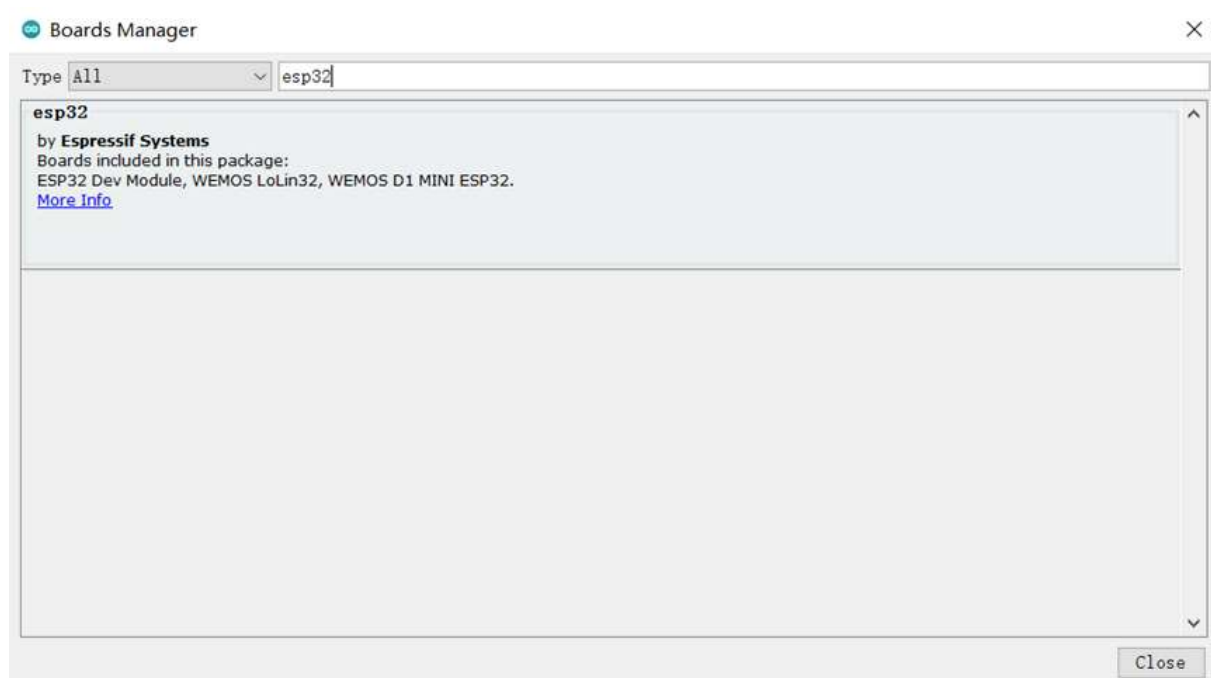 Boards Manager
Type All esp32
esp32
by Espressif Systems
Boards included in this package:
ESP32 Dev Module, WEMOS LoLin32, WEMOS D1 MINI ESP32.
More Info
Close